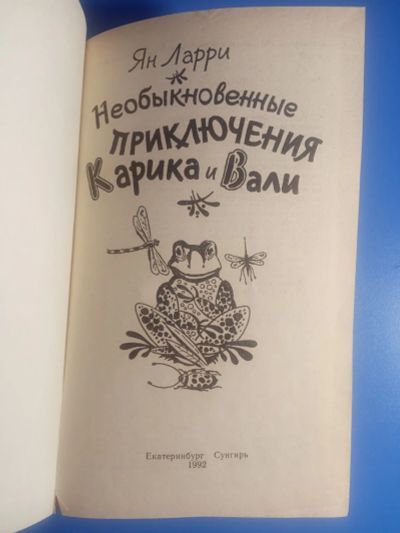 Ян Ларри
Необыкновенные
приключения
Карика и Вали
Екатеринбург Сунгирь
1992